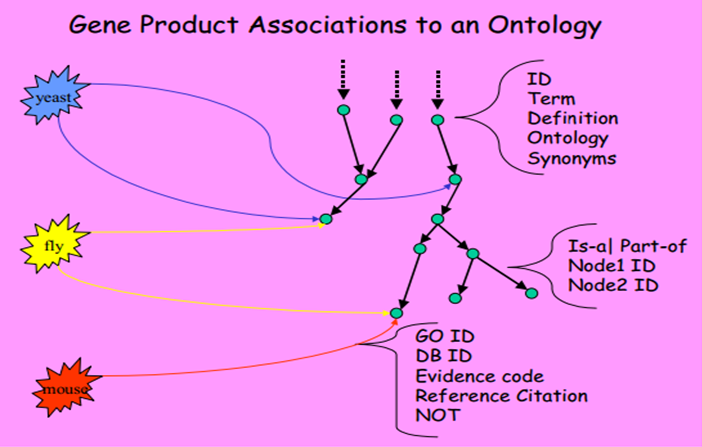 Gene Product Associations to an Ontology
yeast
ID
Term
Definition
Ontology
Synonyms
fly
Is-a| Part-of
Node1 ID
Node2 ID
mouse
GO ID
DB ID
Evidence code
Reference Citation
NOT